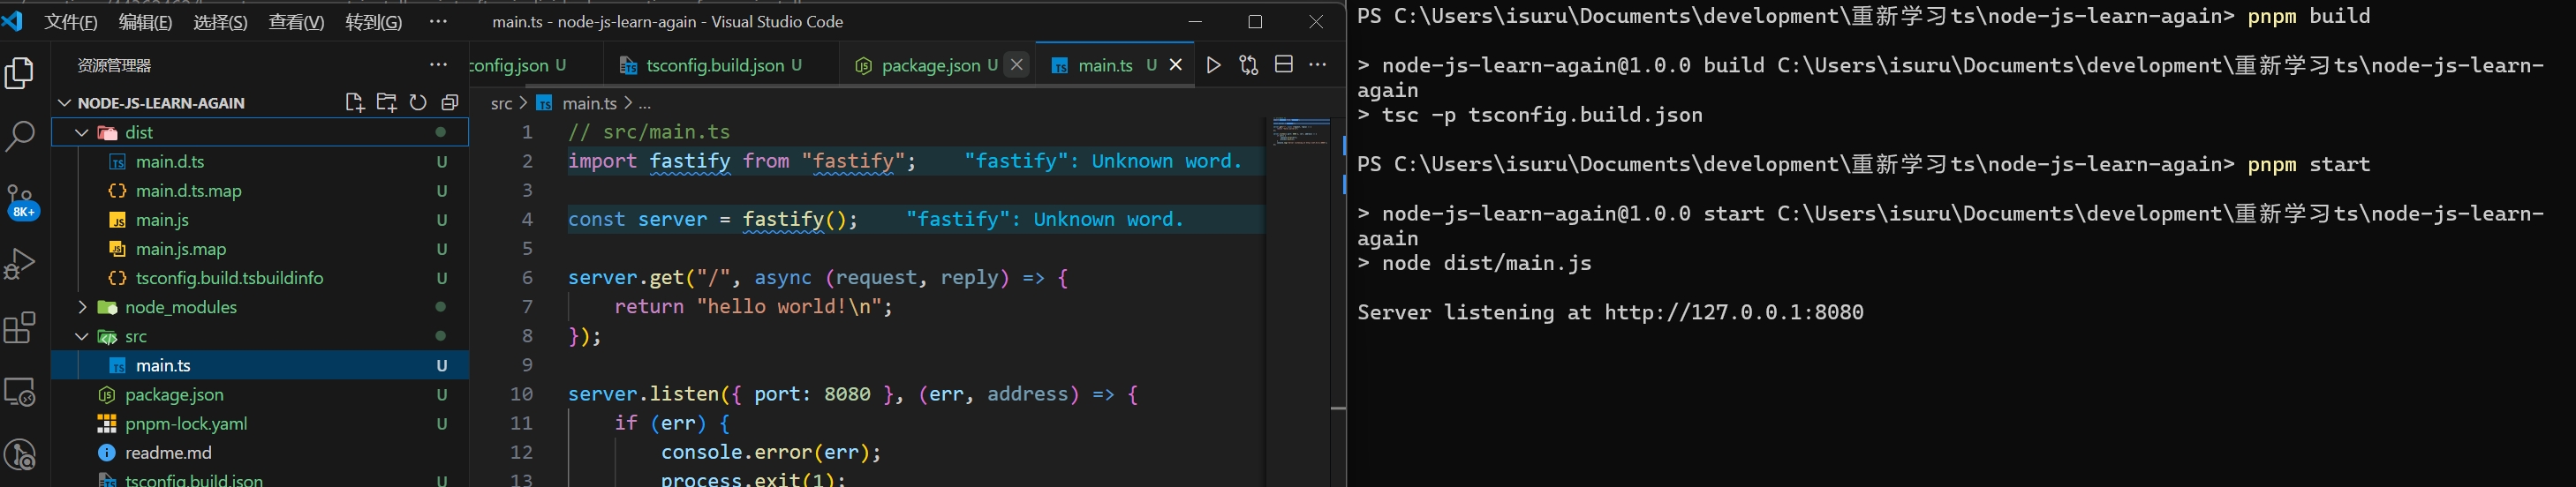 文件(F) 编辑(E) 选择(S) 查看(V) 转到(G) ··· main.ts - node-js-learn-again - Visual Studio Code
资源管理器 ···
NODE-JS-LEARN-AGAIN
dist
main.d.ts U
main.d.ts.map U
main.js U
main.js.map U
tsconfig.build.tsbuildinfo U
node_modules
src
main.ts U
package.json U
pnpm-lock.yaml U
readme.md
tsconfig.build.json U
8K+
config.json U tsconfig.build.json U package.json U main.ts U ···
src > main.ts > ...
1 // src/main.ts
2 import fastify from "fastify"; "fastify": Unknown word.
3
4 const server = fastify(); "fastify": Unknown word.
5
6 server.get("/", async (request, reply) => {
7 return "hello world!\n";
8 });
9
10 server.listen({ port: 8080 }, (err, address) => {
11 if (err) {
12 console.error(err);
13 process.exit(1);
PS C:\Users\isuru\Documents\development\重新学习ts\node-js-learn-again> pnpm build
> node-js-learn-again@1.0.0 build C:\Users\isuru\Documents\development\重新学习ts\node-js-learn-
again
> tsc -p tsconfig.build.json
PS C:\Users\isuru\Documents\development\重新学习ts\node-js-learn-again> pnpm start
> node-js-learn-again@1.0.0 start C:\Users\isuru\Documents\development\重新学习ts\node-js-learn-
again
> node dist/main.js
Server listening at http://127.0.0.1:8080